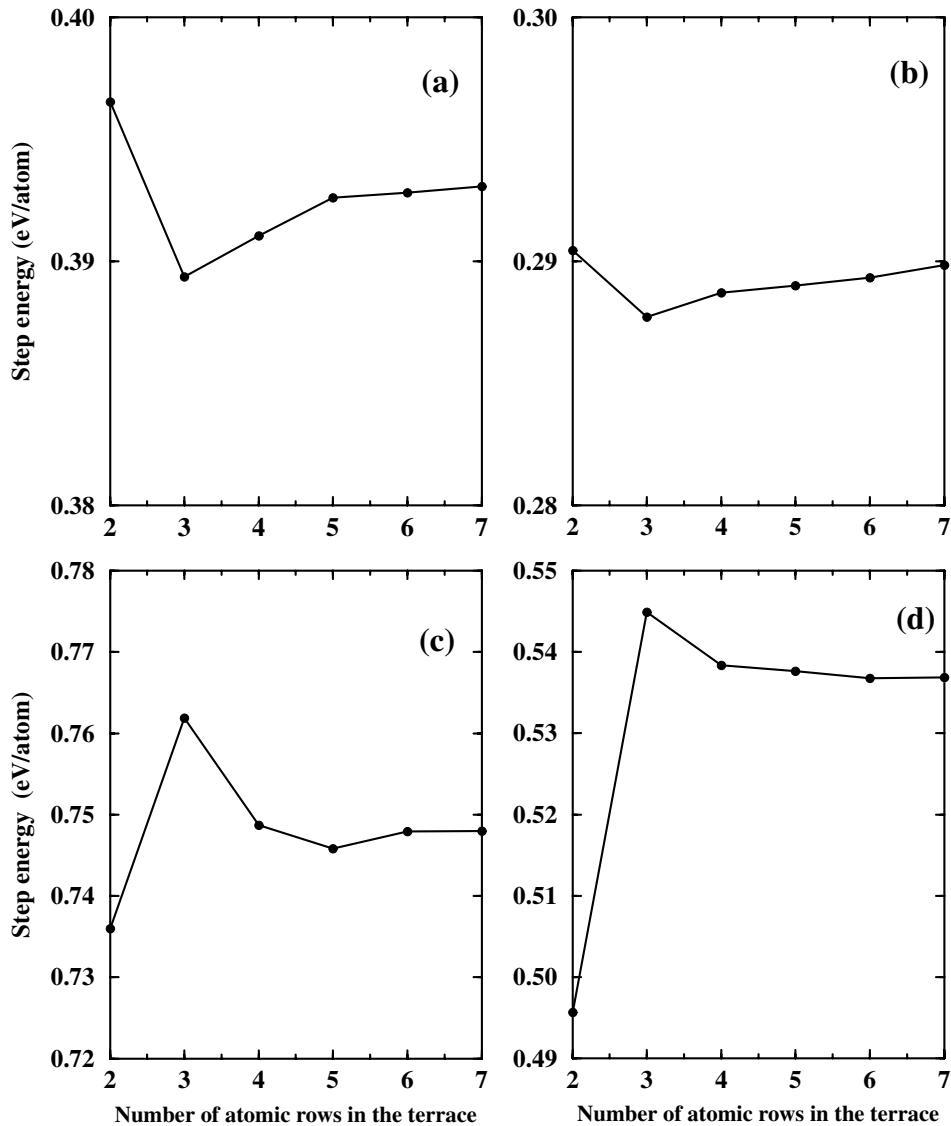 0.40
(a)
0.39
0.38
2 3 4 5 6 7
Step energy (eV/atom)
0.30
(b)
0.29
0.28
2 3 4 5 6 7
0.78
0.77
(c)
0.76
0.75
0.74
0.73
0.72
2 3 4 5 6 7
Step energy (eV/atom)
Number of atomic rows in the terrace
0.55
(d)
0.54
0.53
0.52
0.51
0.50
0.49
2 3 4 5 6 7
Number of atomic rows in the terrace